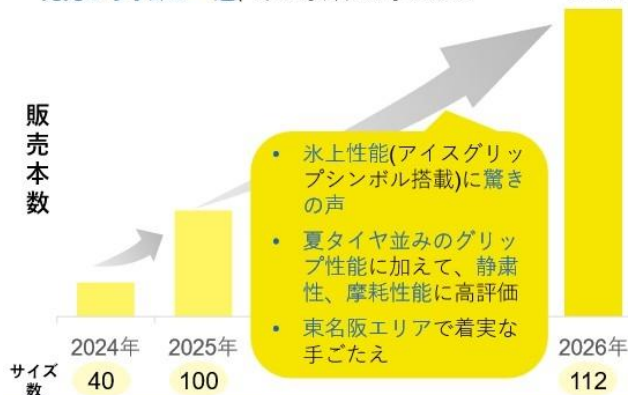 販売本数
• 氷上性能(アイスグリッ
プシンボル搭載)に驚き
の声
• 夏タイヤ並みのグリッ
プ性能に加えて、静粛
性、摩耗性能に高評価
• 東名阪エリアで着実な
手ごたえ
2024年 2025年 2026年
サイズ数 40 100 112